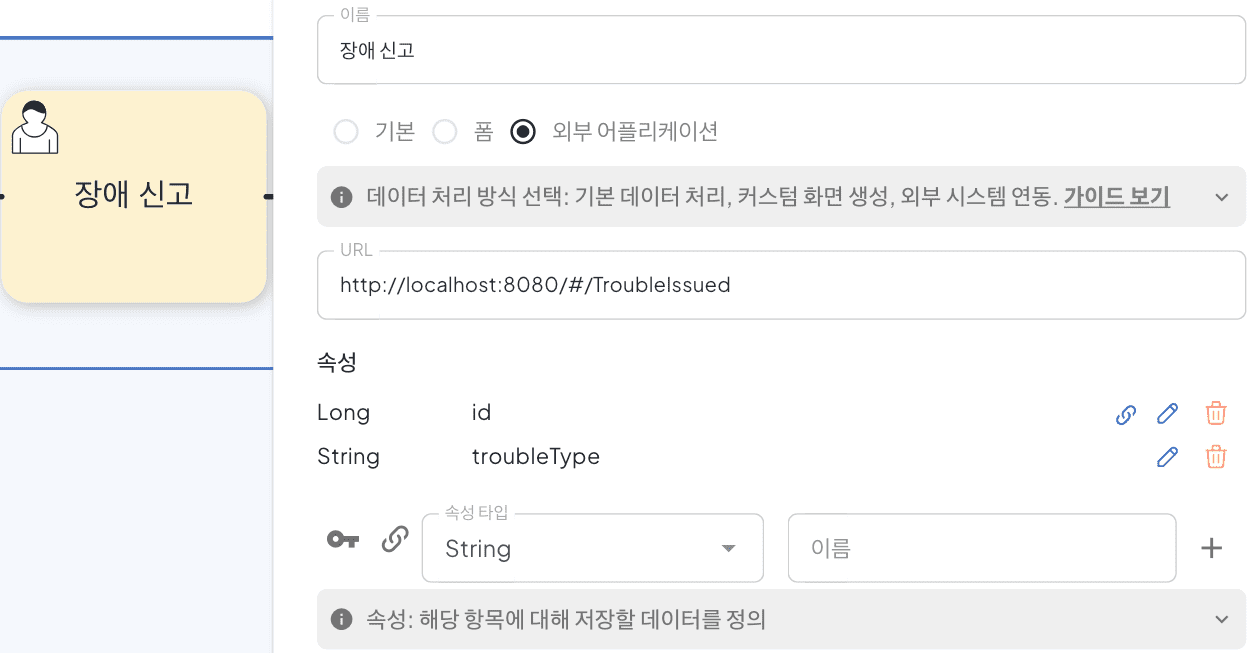 이름
장애 신고
기본 폼 외부 어플리케이션
장애 신고
데이터 처리 방식 선택: 기본 데이터 처리, 커스텀 화면 생성, 외부 시스템 연동. 가이드 보기
URL
http://localhost:8080/#/TroubleIssued
속성
Long id
String troubleType
속성 타입
String 이름
속성: 해당 항목에 대해 저장할 데이터를 정의